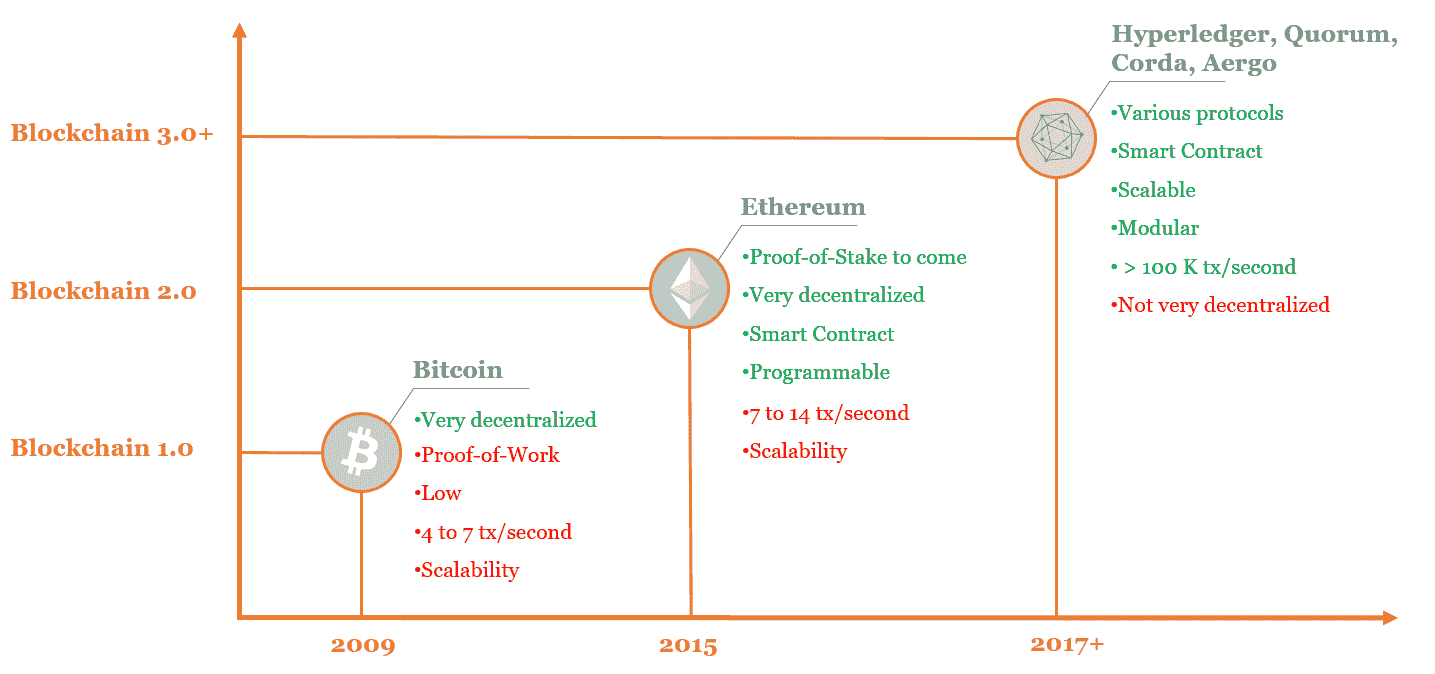 Hyperledger, Quorum,
Corda, Aergo
•Various protocols
•Smart Contract
•Scalable
•Modular
• > 100 K tx/second
•Not very decentralized
Blockchain 3.0+
Ethereum
•Proof-of-Stake to come
•Very decentralized
•Smart Contract
•Programmable
•7 to 14 tx/second
•Scalability
Blockchain 2.0
Bitcoin
•Very decentralized
•Proof-of-Work
•Low
•4 to 7 tx/second
•Scalability
Blockchain 1.0
2009
2015
2017+